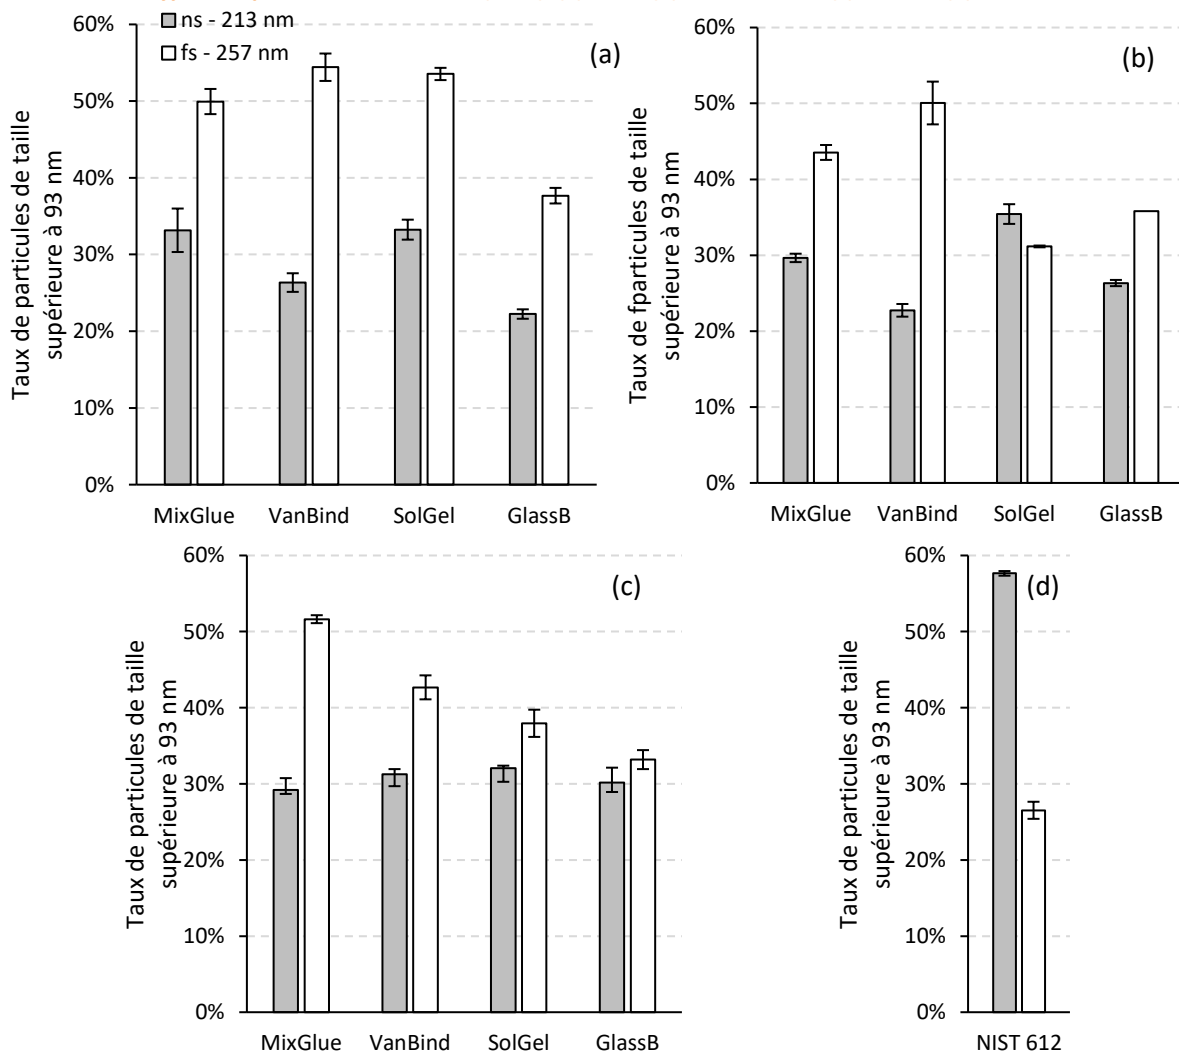 60%
50%
40%
30%
20%
10%
0%
Taux de particules de taille
supérieure à 93 nm
ns - 213 nm
fs - 257 nm
(a)
MixGlue VanBind SolGel GlassB
60%
50%
40%
30%
20%
10%
0%
Taux de fparticules de taille
supérieure à 93 nm
(b)
MixGlue VanBind SolGel GlassB
60%
50%
40%
30%
20%
10%
0%
Taux de particules de taille
supérieure à 93 nm
(c)
MixGlue VanBind SolGel GlassB
60%
50%
40%
30%
20%
10%
0%
Taux de particules de taille
supérieure à 93 nm
(d)
NIST 612